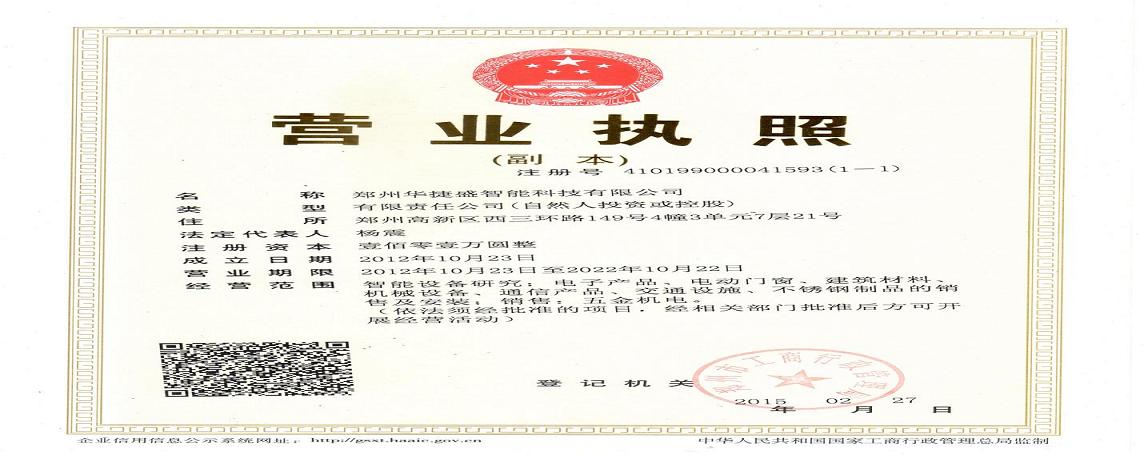 营业执照
(副 本)
注 册 号 410199000041593(1-1)
名 称 郑州华捷盛智能科技有限公司
类 型 有限责任公司(自然人投资或控股)
住 所 郑州高新区西三环路149号4幢3单元7层21号
法定代表人 杨震
注 册 资 本 壹佰零壹万圆整
成 立 日 期 2012年10月23日
营 业 期 限 2012年10月23日至2022年10月22日
经 营 范 围 智能设备研究；电子产品、电动门窗、建筑材料、
机械设备、通信产品、交通设施、不锈钢制品的销
售及安装；销售：五金机电。
（依法须经批准的项目，经相关部门批准后方可开
展经营活动）
郑州市工商行政管理
登 记 机 关
2015 年 02 月 27 日
企业信用信息公示系统网址： http://gsxt.haaic.gov.cn
中华人民共和国国家工商行政管理总局监制